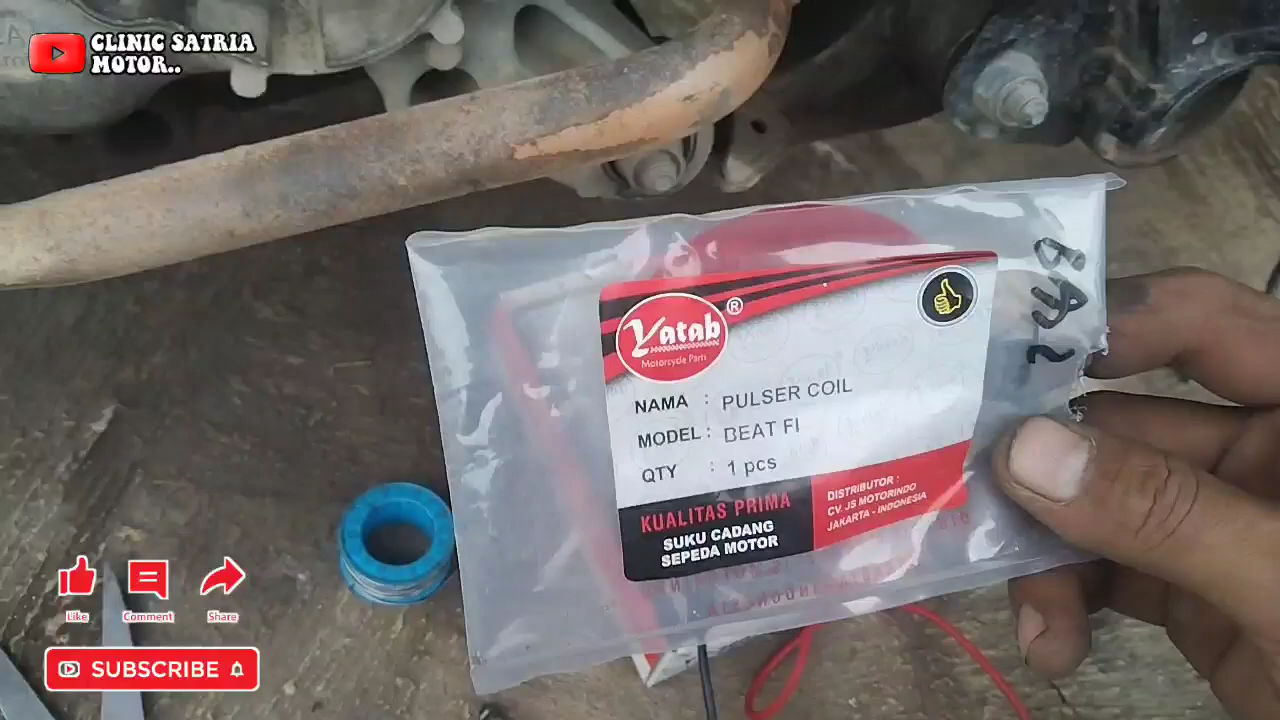 CLINIC SATRIA
MOTOR..
Yatab ®
Motorcycle Parts
NAMA : PULSER COIL
MODEL : BEAT FI
QTY : 1 pcs
KUALITAS PRIMA
SUKU CADANG
SEPEDA MOTOR
DISTRIBUTOR :
CV. JS MOTORINDO
JAKARTA - INDONESIA
Like
Comment
Share
SUBSCRIBE